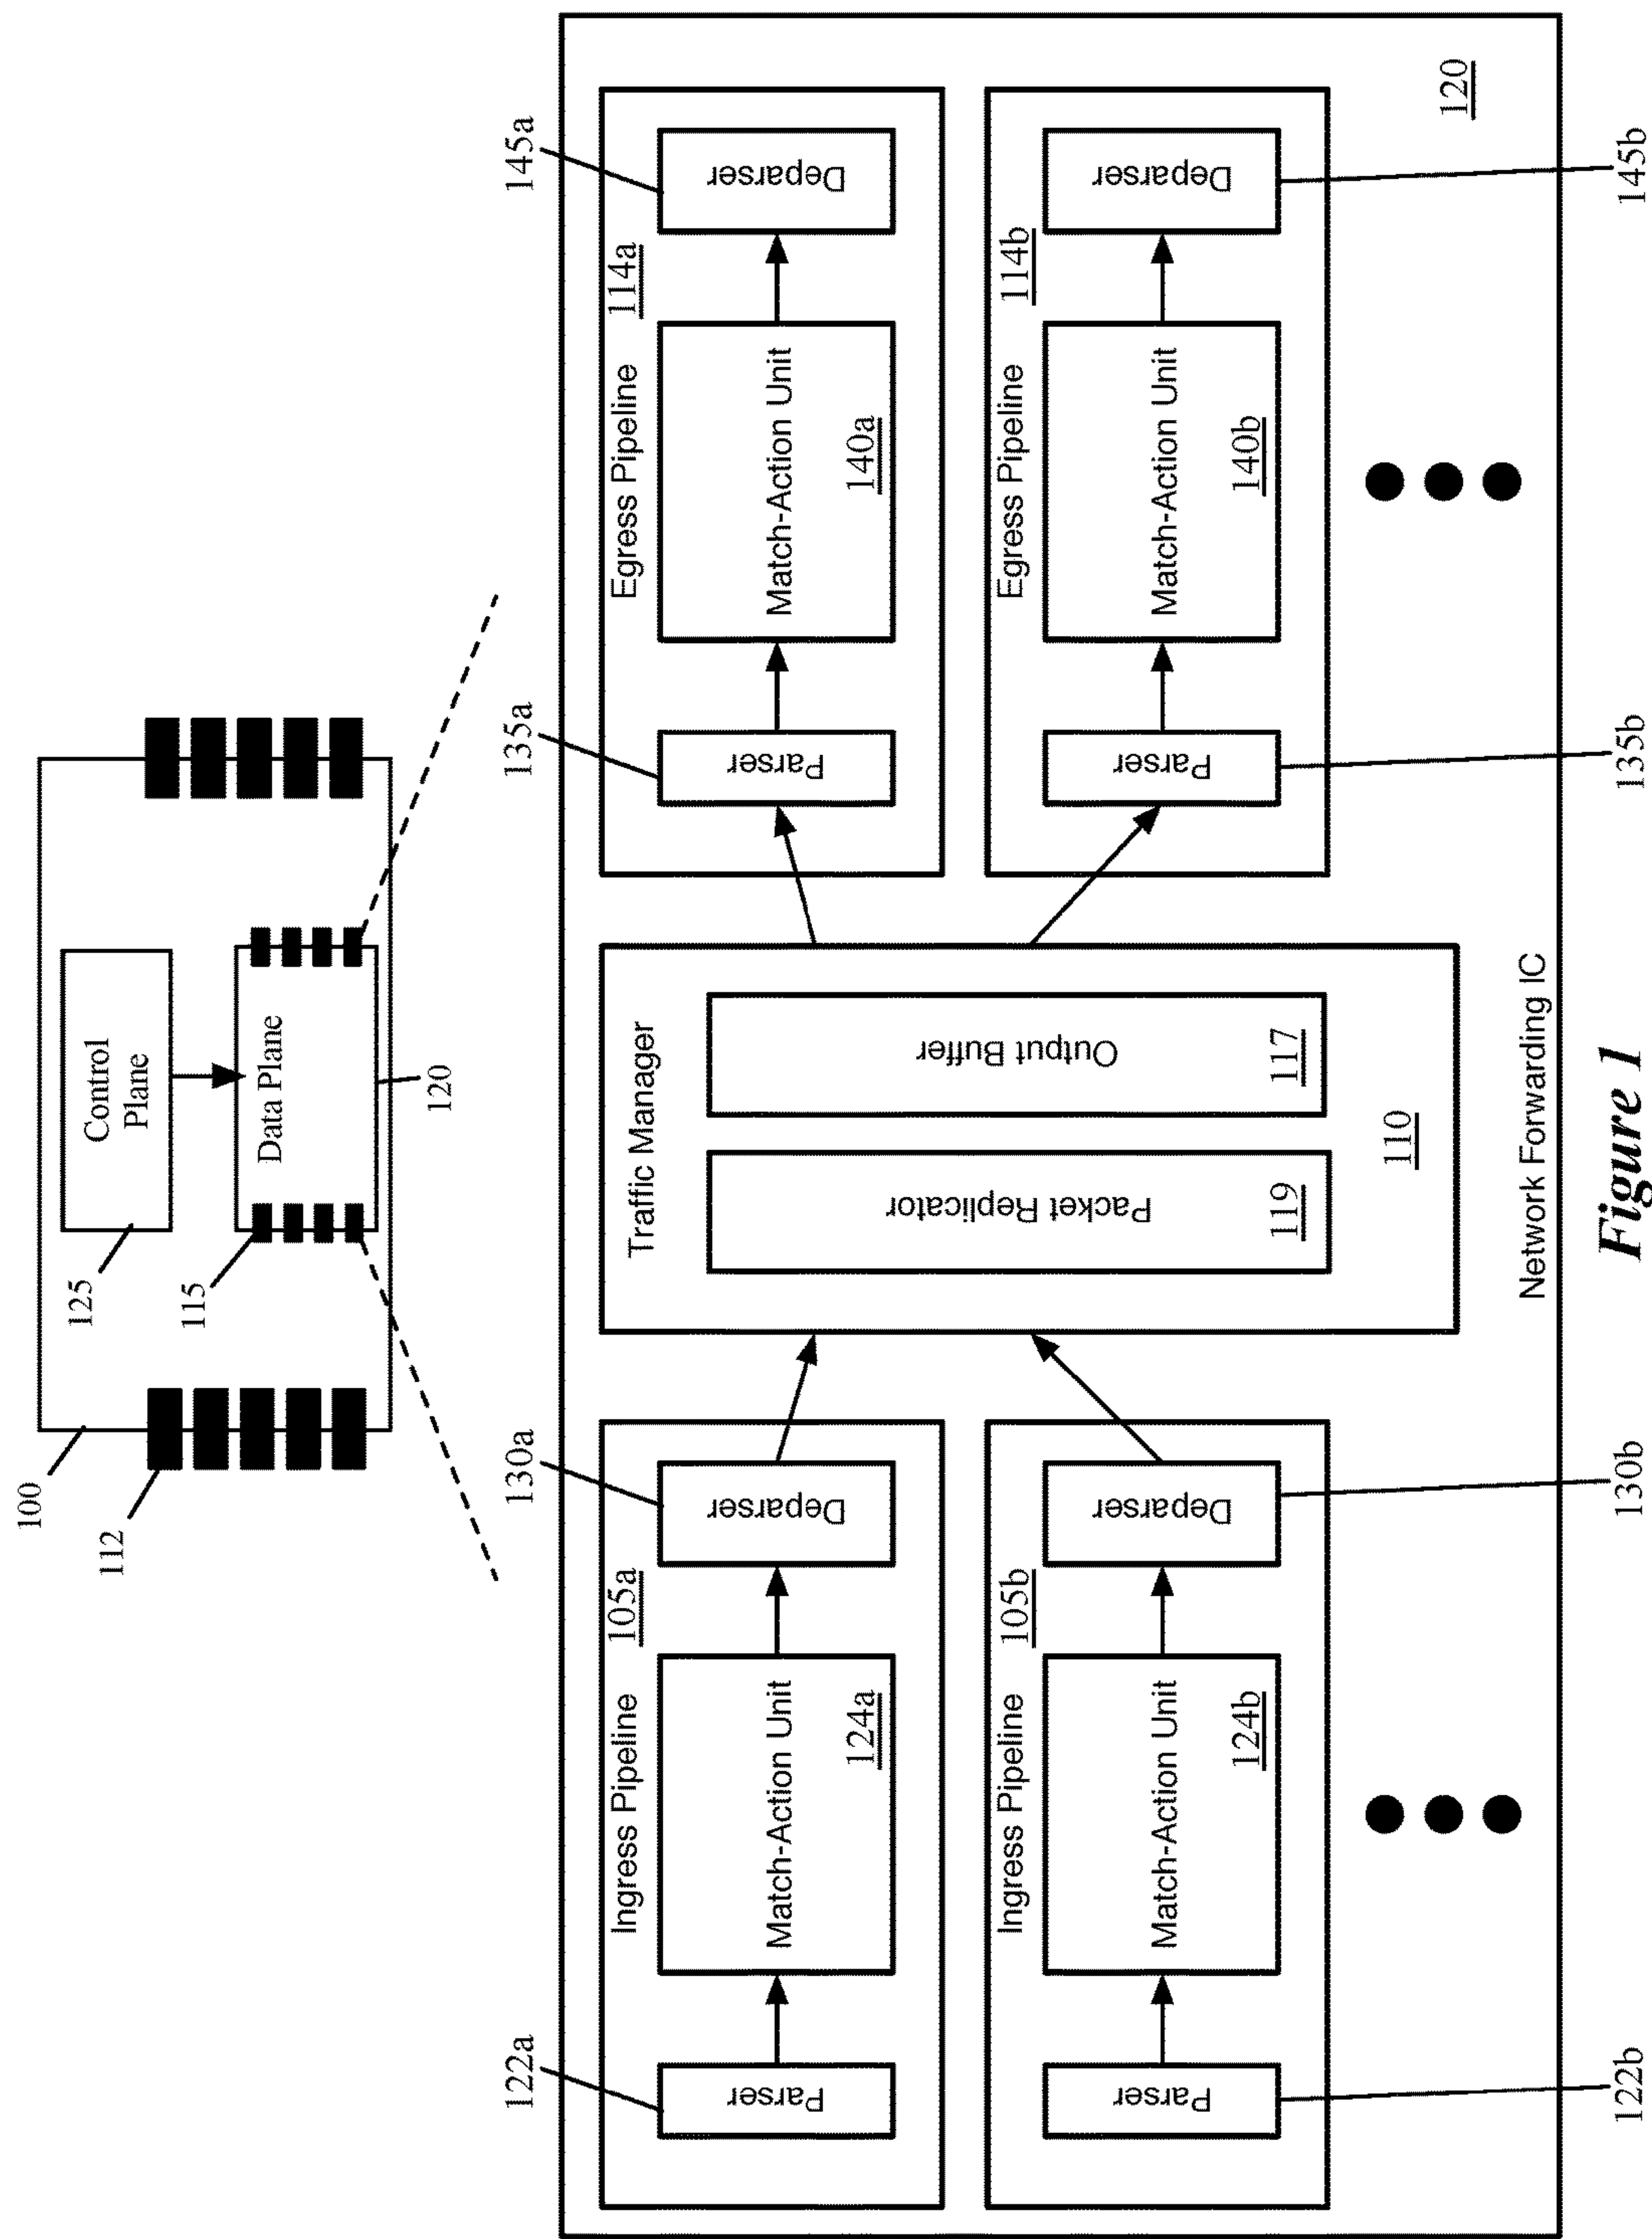 100
112
125
Control
Plane
115
Data Plane
120
122a
130a
135a
145a
Ingress Pipeline
105a
Parser
Match-Action Unit
124a
Deparser
Traffic Manager
Packet Replicator
119
Output Buffer
117
110
Egress Pipeline
114a
Parser
Match-Action Unit
140a
Deparser
Ingress Pipeline
105b
Parser
Match-Action Unit
124b
Deparser
Egress Pipeline
114b
Parser
Match-Action Unit
140b
Deparser
120
Network Forwarding IC
122b
130b
135b
145b
Figure 1